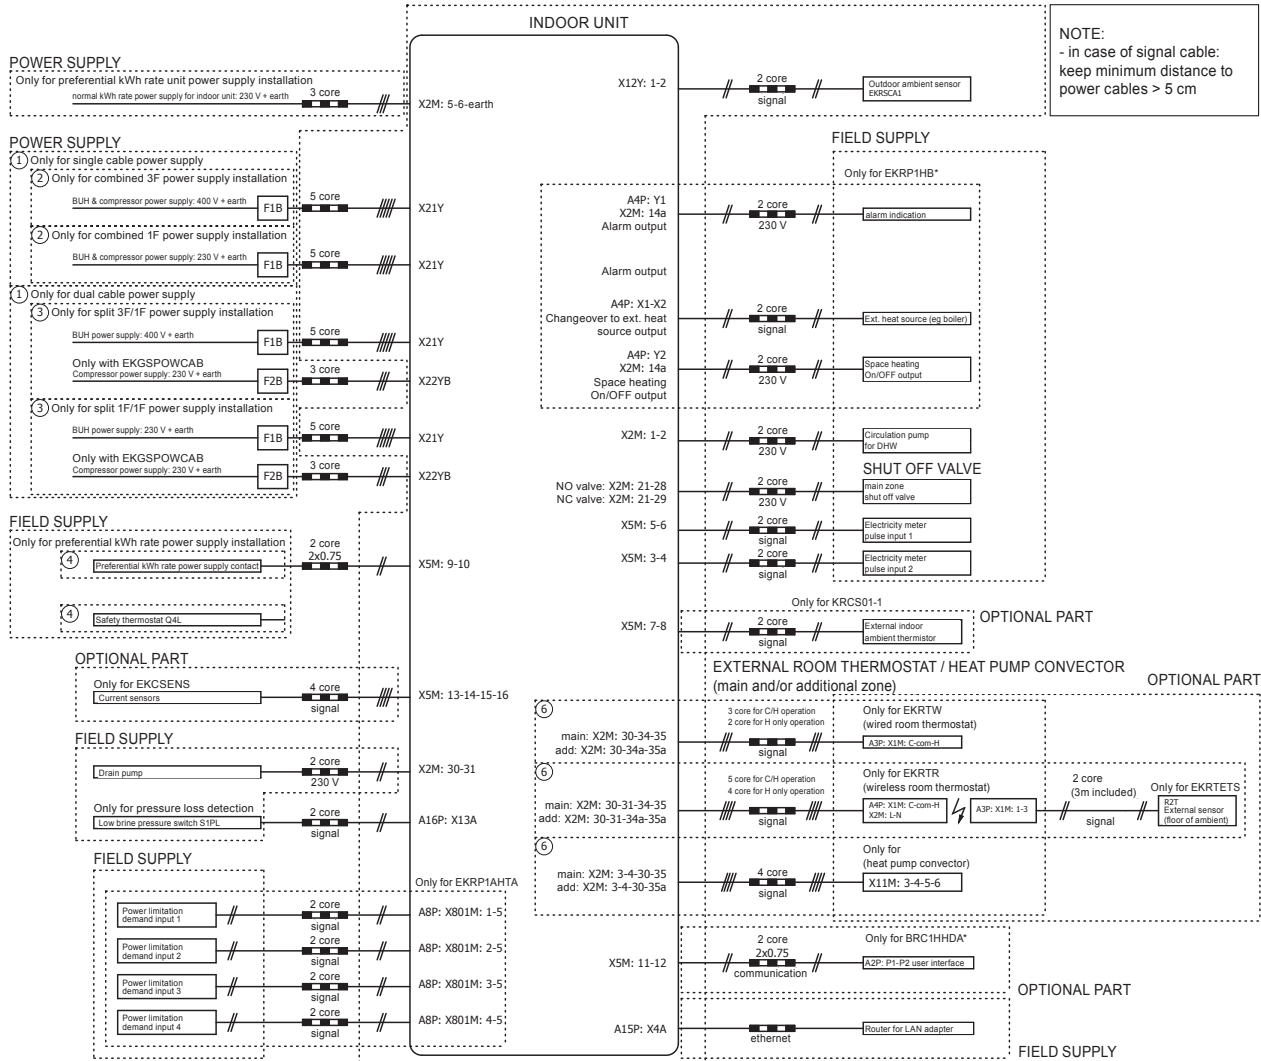 INDOOR UNIT
NOTE:
- in case of signal cable:
keep minimum distance to
power cables > 5 cm
POWER SUPPLY
Only for preferential kWh rate unit power supply installation
normal kWh rate power supply for indoor unit: 230 V + earth
3 core
X2M: 5-6-earth
POWER SUPPLY
1 Only for single cable power supply
2 Only for combined 3F power supply installation
BUH & compressor power supply: 400 V + earth
F1B
5 core
X21Y
2 Only for combined 1F power supply installation
BUH & compressor power supply: 230 V + earth
F1B
5 core
X21Y
1 Only for dual cable power supply
3 Only for split 3F/1F power supply installation
BUH power supply: 400 V + earth
F1B
5 core
X21Y
Only with EKGSPOWCAB
Compressor power supply: 230 V + earth
F2B
3 core
X22YB
3 Only for split 1F/1F power supply installation
BUH power supply: 230 V + earth
F1B
5 core
X21Y
Only with EKGSPOWCAB
Compressor power supply: 230 V + earth
F2B
3 core
X22YB
FIELD SUPPLY
Only for preferential kWh rate power supply installation
4
Preferential kWh rate power supply contact
2 core
2x0.75
X5M: 9-10
4
Safety thermostat Q4L
OPTIONAL PART
Only for EKCSENS
Current sensors
4 core
signal
X5M: 13-14-15-16
FIELD SUPPLY
Drain pump
2 core
230 V
X2M: 30-31
Only for pressure loss detection
Low brine pressure switch S1PL
2 core
signal
A16P: X13A
FIELD SUPPLY
Only for EKRP1AHTA
Power limitation
demand input 1
2 core
signal
A8P: X801M: 1-5
Power limitation
demand input 2
2 core
signal
A8P: X801M: 2-5
Power limitation
demand input 3
2 core
signal
A8P: X801M: 3-5
Power limitation
demand input 4
2 core
signal
A8P: X801M: 4-5
X12Y: 1-2
2 core
signal
Outdoor ambient sensor
EKRSCA1
FIELD SUPPLY
Only for EKRP1HB*
A4P: Y1
X2M: 14a
Alarm output
2 core
230 V
alarm indication
Alarm output
A4P: X1-X2
Changeover to ext. heat
source output
2 core
signal
Ext. heat source (eg boiler)
A4P: Y2
X2M: 14a
Space heating
On/OFF output
2 core
230 V
Space heating
On/OFF output
X2M: 1-2
2 core
230 V
Circulation pump
for DHW
SHUT OFF VALVE
NO valve: X2M: 21-28
NC valve: X2M: 21-29
2 core
230 V
main zone
shut off valve
X5M: 5-6
2 core
signal
Electricity meter
pulse input 1
X5M: 3-4
2 core
signal
Electricity meter
pulse input 2
Only for KRCS01-1
OPTIONAL PART
X5M: 7-8
2 core
signal
External indoor
ambient thermistor
EXTERNAL ROOM THERMOSTAT / HEAT PUMP CONVECTOR
(main and/or additional zone)
OPTIONAL PART
6
main: X2M: 30-34-35
add: X2M: 30-34a-35a
3 core for C/H operation
2 core for H only operation
signal
Only for EKRTW
(wired room thermostat)
A3P: X1M: C-com-H
6
main: X2M: 30-31-34-35
add: X2M: 30-31-34a-35a
5 core for C/H operation
4 core for H only operation
signal
Only for EKRTR
(wireless room thermostat)
A4P: X1M: C-com-H
X2M: L-N
A3P: X1M: 1-3
2 core
(3m included)
signal
Only for EKRTETS
R2T
External sensor
(floor of ambient)
6
main: X2M: 3-4-30-35
add: X2M: 3-4-30-35a
4 core
signal
Only for
(heat pump convector)
X11M: 3-4-5-6
X5M: 11-12
2 core
2x0.75
communication
Only for BRC1HHDA*
A2P: P1-P2 user interface
OPTIONAL PART
A15P: X4A
ethernet
Router for LAN adapter
FIELD SUPPLY